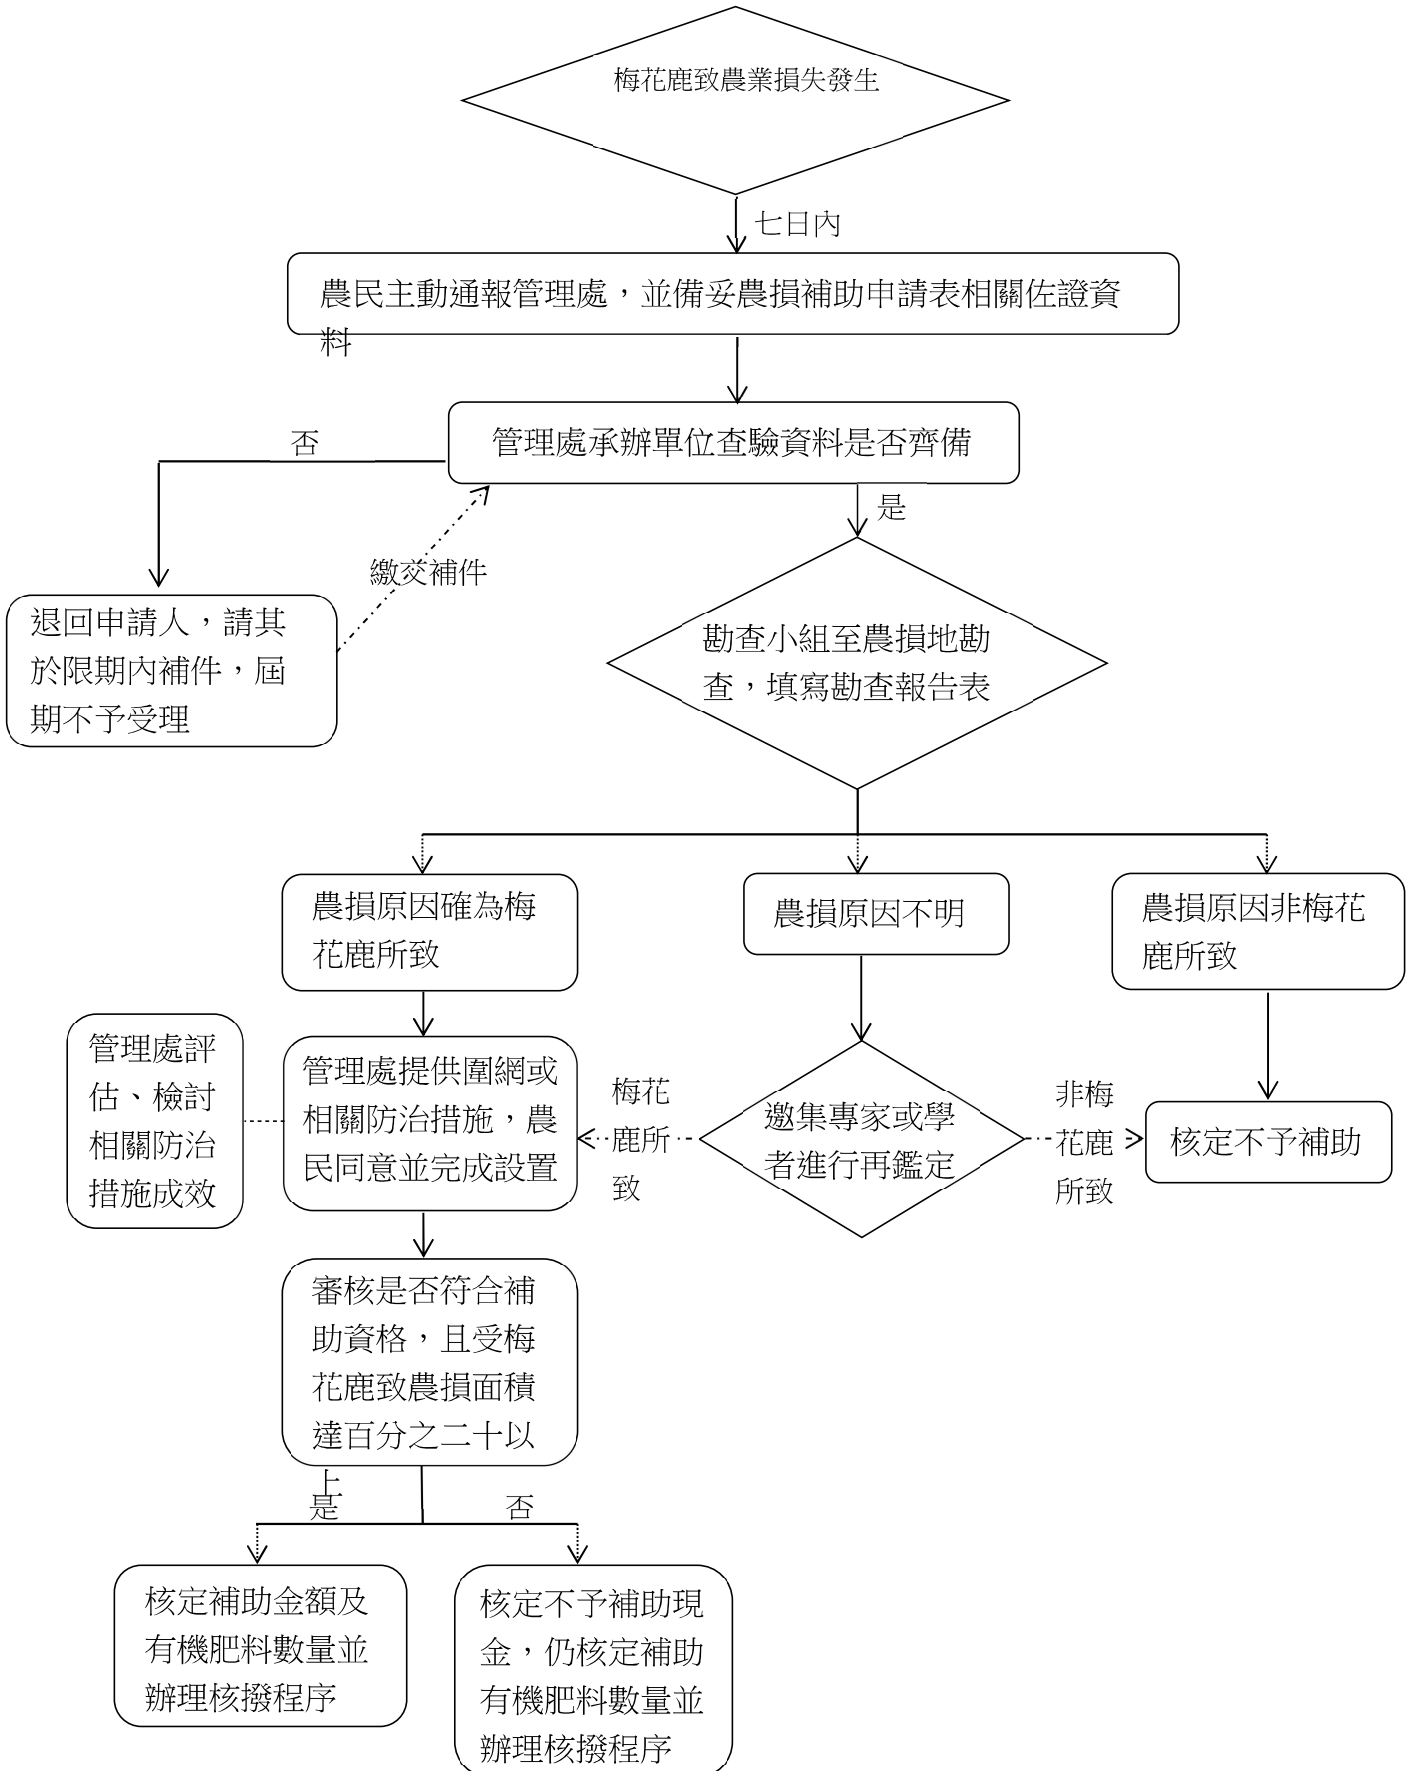 梅花鹿致農業損失發生
七日內
農民主動通報管理處，並備妥農損補助申請表相關佐證資
料
管理處承辦單位查驗資料是否齊備
否
是
繳交補件
退回申請人，請其
於限期內補件，屆
期不予受理
勘查小組至農損地勘
查，填寫勘查報告表
農損原因確為梅
花鹿所致
農損原因不明
農損原因非梅花
鹿所致
管理處評
估、檢討
相關防治
措施成效
管理處提供圍網或
相關防治措施，農
民同意並完成設置
梅花
鹿所
致
邀集專家或學
者進行再鑑定
非梅
花鹿
所致
核定不予補助
審核是否符合補
助資格，且受梅
花鹿致農損面積
達百分之二十以
上
是
否
核定補助金額及
有機肥料數量並
辦理核撥程序
核定不予補助現
金，仍核定補助
有機肥料數量並
辦理核撥程序